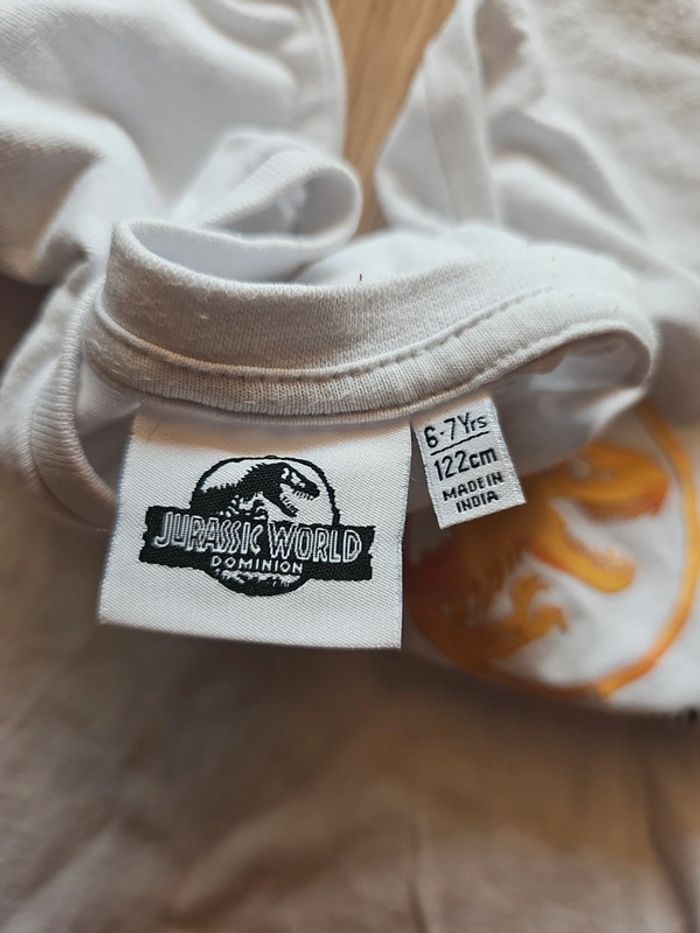 JURASSIC WORLD
DOMINION
6-7Yrs
122cm
MADE IN
INDIA